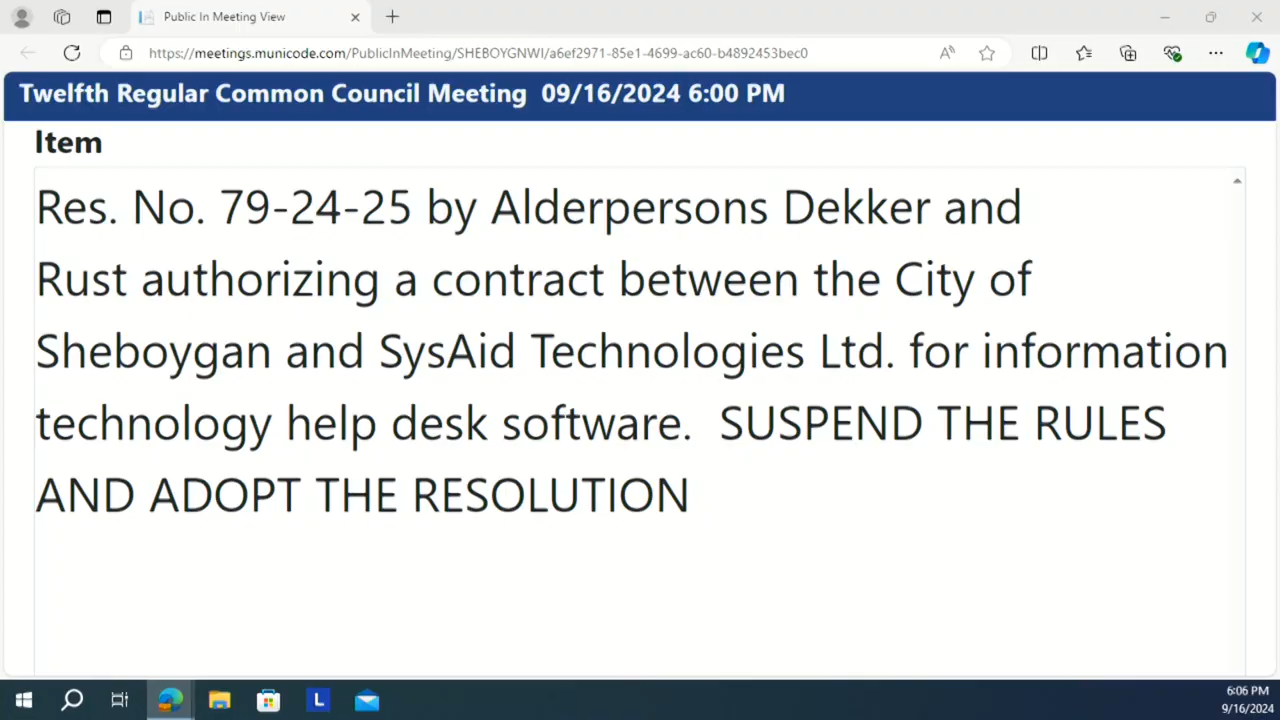 Public In Meeting View
https://meetings.municode.com/PublicInMeeting/SHEBOYGNWI/a6ef2971-85e1-4699-ac60-b4892453bec0
Twelfth Regular Common Council Meeting 09/16/2024 6:00 PM
Item
Res. No. 79-24-25 by Alderpersons Dekker and
Rust authorizing a contract between the City of
Sheboygan and SysAid Technologies Ltd. for information
technology help desk software. SUSPEND THE RULES
AND ADOPT THE RESOLUTION
L
6:06 PM
9/16/2024